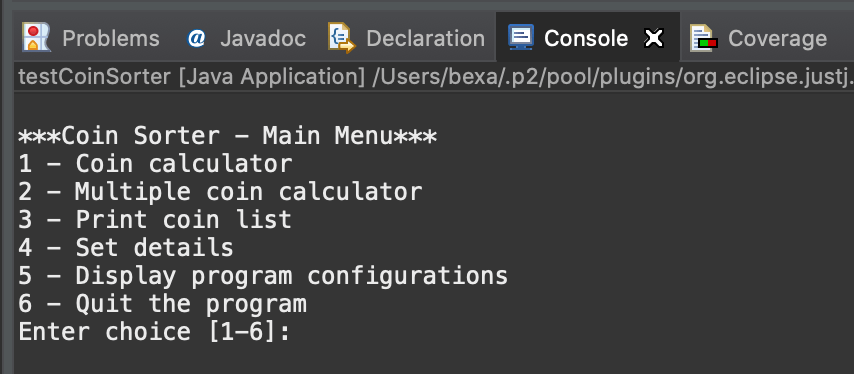 Problems @ Javadoc Declaration Console Coverage
testCoinSorter [Java Application] /Users/bexa/.p2/pool/plugins/org.eclipse.justj.
***Coin Sorter – Main Menu***
1 – Coin calculator
2 – Multiple coin calculator
3 – Print coin list
4 – Set details
5 – Display program configurations
6 – Quit the program
Enter choice [1–6]: